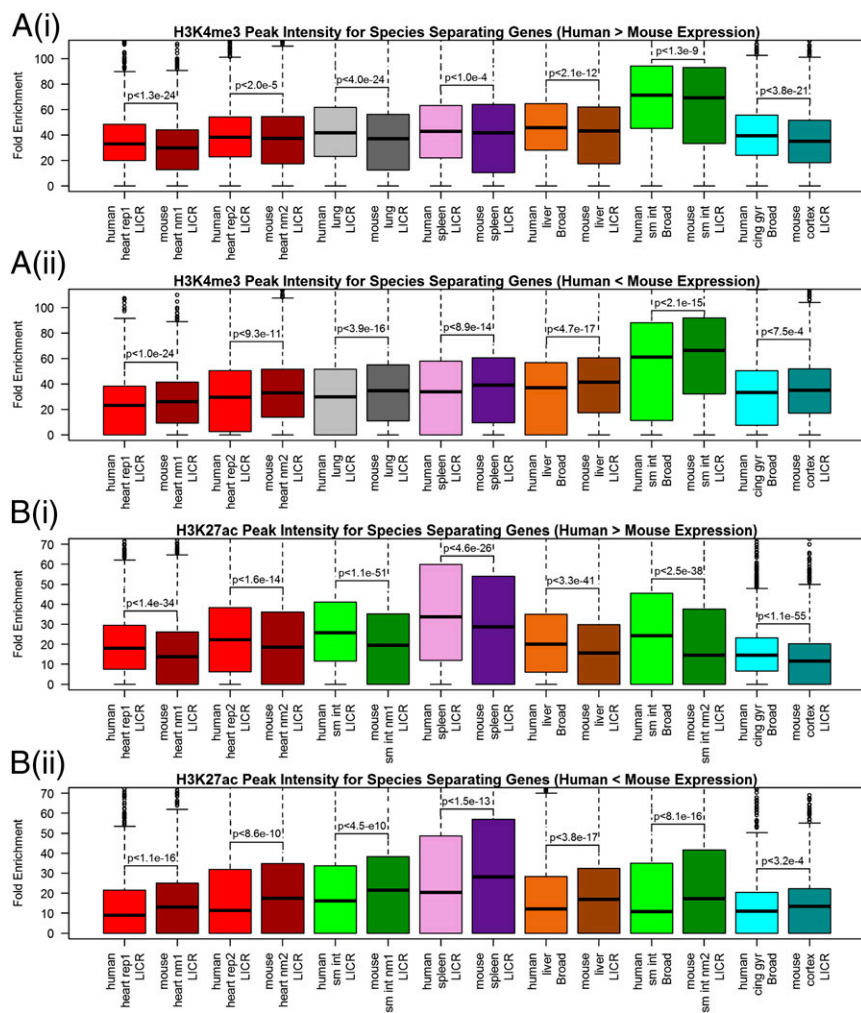 A(i)
H3K4me3 Peak Intensity for Species Separating Genes (Human > Mouse Expression)
Fold Enrichment
100
80
60
40
20
0
p<1.3e-24
p<2.0e-5
p<4.0e-24
p<1.0e-4
p<2.1e-12
p<1.3e-9
p<3.8e-21
human heart rep1 LICR
mouse heart nm1 LICR
human heart rep2 LICR
mouse heart nm2 LICR
human lung LICR
mouse lung LICR
human spleen LICR
mouse spleen LICR
human liver Broad
mouse liver LICR
human sm int Broad
mouse sm int LICR
human cing gyr Broad
mouse cortex LICR
A(ii)
H3K4me3 Peak Intensity for Species Separating Genes (Human < Mouse Expression)
Fold Enrichment
100
80
60
40
20
0
p<1.0e-24
p<9.3e-11
p<3.9e-16
p<8.9e-14
p<4.7e-17
p<2.1e-15
p<7.5e-4
human heart rep1 LICR
mouse heart nm1 LICR
human heart rep2 LICR
mouse heart nm2 LICR
human lung LICR
mouse lung LICR
human spleen LICR
mouse spleen LICR
human liver Broad
mouse liver LICR
human sm int Broad
mouse sm int LICR
human cing gyr Broad
mouse cortex LICR
B(i)
H3K27ac Peak Intensity for Species Separating Genes (Human > Mouse Expression)
Fold Enrichment
70
60
50
40
30
20
10
0
p<1.4e-34
p<1.6e-14
p<1.1e-51
p<4.6e-26
p<3.3e-41
p<2.5e-38
p<1.1e-55
human heart rep1 LICR
mouse heart nm1 LICR
human heart rep2 LICR
mouse heart nm2 LICR
human sm int LICR
mouse sm int nm1 LICR
human spleen LICR
mouse spleen LICR
human liver Broad
mouse liver LICR
human sm int Broad
mouse sm int nm2 LICR
human cing gyr Broad
mouse cortex LICR
B(ii)
H3K27ac Peak Intensity for Species Separating Genes (Human < Mouse Expression)
Fold Enrichment
70
60
50
40
30
20
10
0
p<1.1e-16
p<8.6e-10
p<4.5-e10
p<1.5e-13
p<3.8e-17
p<8.1e-16
p<3.2e-4
human heart rep1 LICR
mouse heart nm1 LICR
human heart rep2 LICR
mouse heart nm2 LICR
human sm int LICR
mouse sm int nm1 LICR
human spleen LICR
mouse spleen LICR
human liver Broad
mouse liver LICR
human sm int Broad
mouse sm int nm2 LICR
human cing gyr Broad
mouse cortex LICR